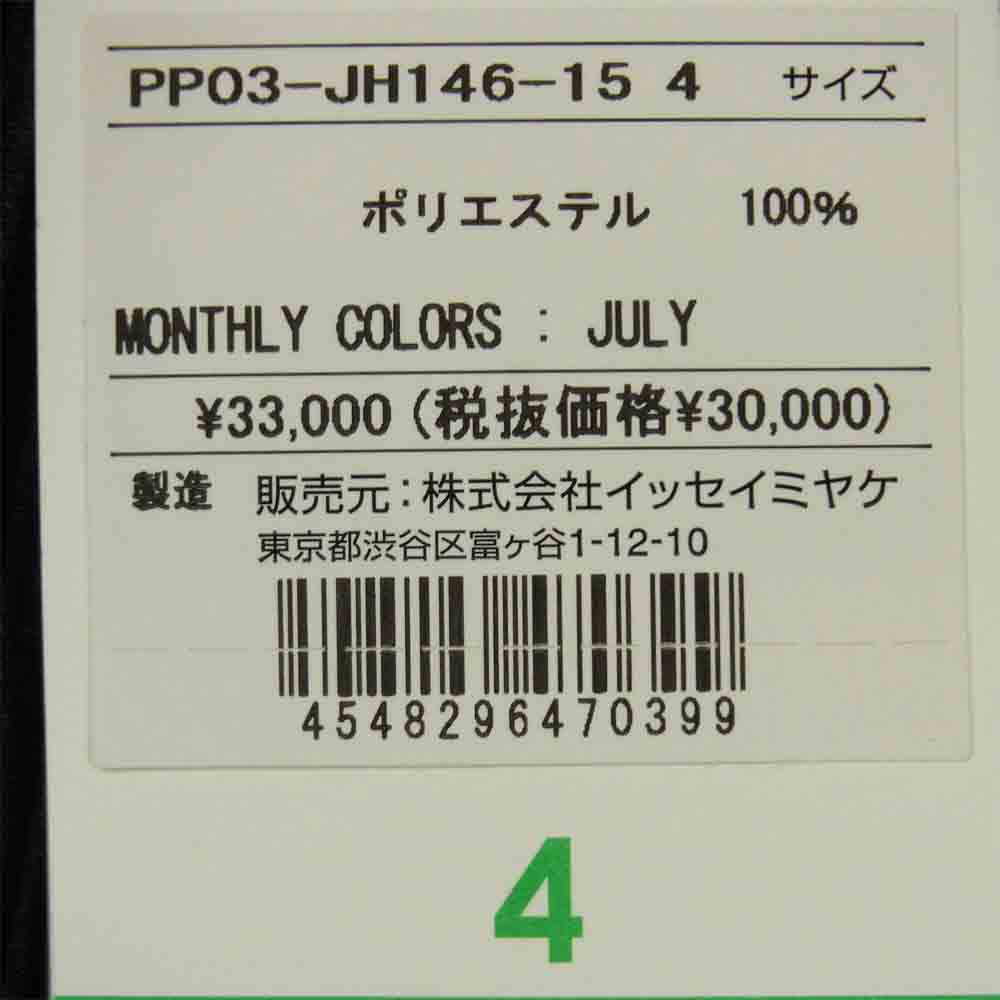 PP03-JH146-15 4 サイズ
ポリエステル 100%
MONTHLY COLORS : JULY
¥33,000 (税抜価格¥30,000)
製造 販売元:株式会社イッセイミヤケ
東京都渋谷区富ヶ谷1-12-10
4548296470399
4